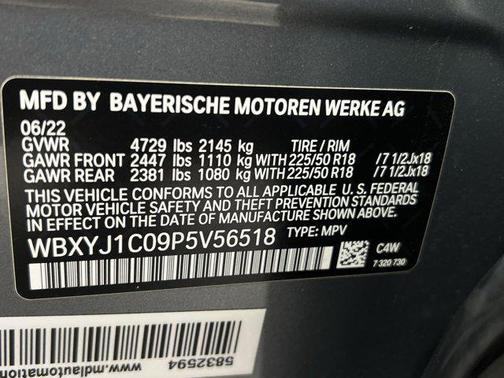 MFD BY BAYERISCHE MOTOREN WERKE AG
06/22
GVWR 4729 lbs 2145 kg TIRE / RIM
GAWR FRONT 2447 lbs 1110 kg WITH 225/50 R18 /7 1/2Jx18
GAWR REAR 2381 lbs 1080 kg WITH 225/50 R18 /7 1/2Jx18
THIS VEHICLE CONFORMS TO ALL APPLICABLE U. S. FEDERAL
MOTOR VEHICLE SAFETY AND THEFT PREVENTION STANDARDS
IN EFFECT ON THE DATE OF MANUFACTURE SHOWN ABOVE.
WBXYJ1C09P5V56518 TYPE: MPV
C4W
7 320 730
5832594
www.mdlautomation